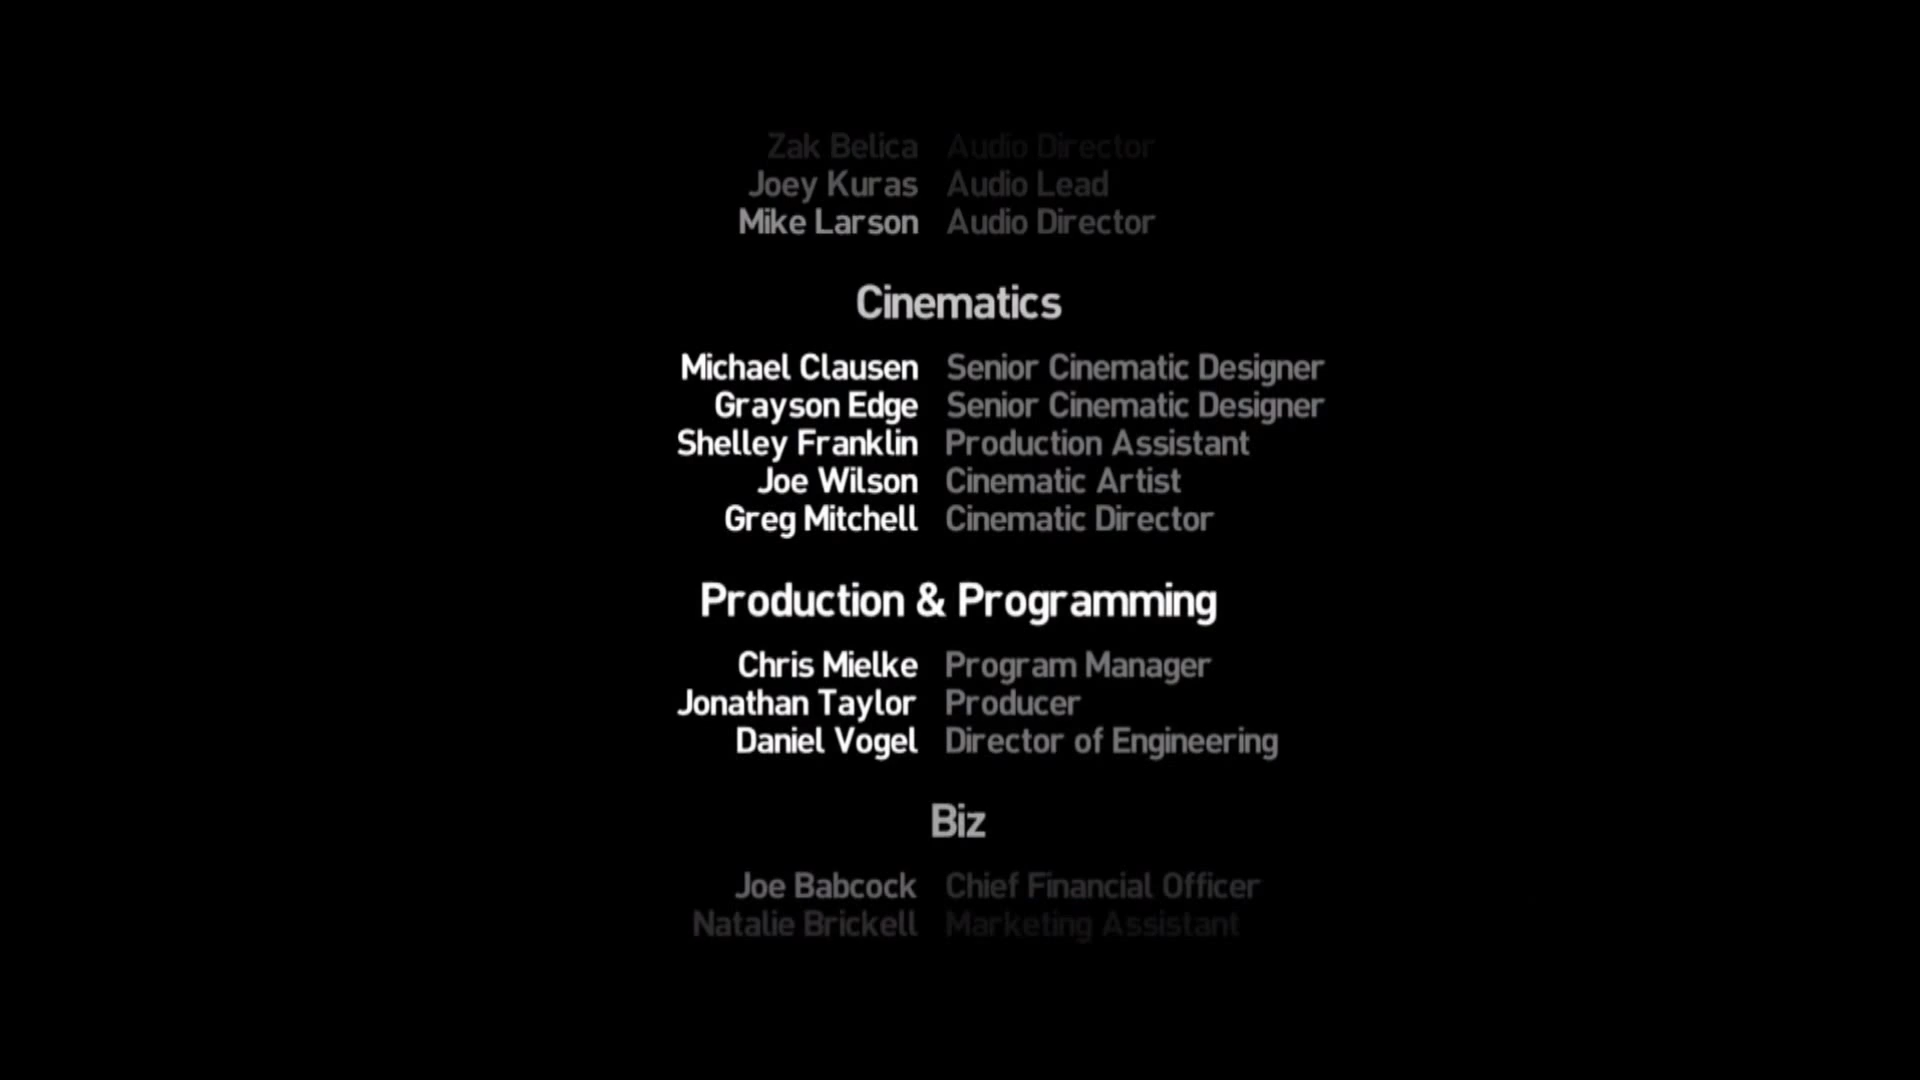 Zak Belica Audio Director
Joey Kuras Audio Lead
Mike Larson Audio Director
Cinematics
Michael Clausen Senior Cinematic Designer
Grayson Edge Senior Cinematic Designer
Shelley Franklin Production Assistant
Joe Wilson Cinematic Artist
Greg Mitchell Cinematic Director
Production & Programming
Chris Mielke Program Manager
Jonathan Taylor Producer
Daniel Vogel Director of Engineering
Biz
Joe Babcock Chief Financial Officer
Natalie Brickell Marketing Assistant